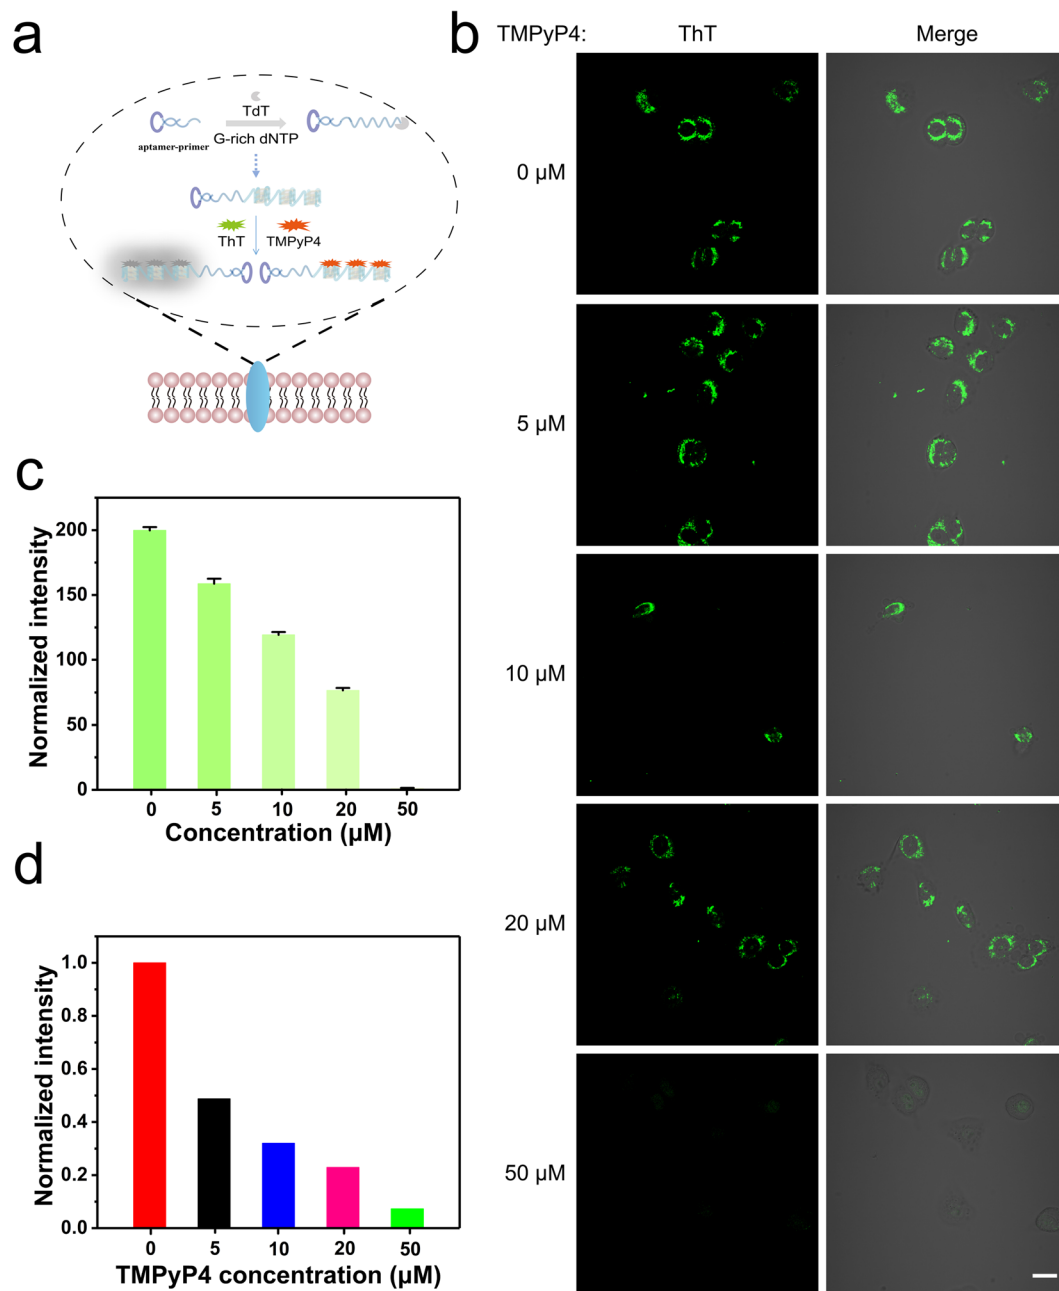 a
TdT
G-rich dNTP
aptamer-primer
ThT
TMPyP4
b
TMPyP4:
ThT
Merge
0 µM
5 µM
10 µM
20 µM
50 µM
c
Normalized intensity
200
150
100
50
0
0 5 10 20 50
Concentration (µM)
d
Normalized intensity
1.0
0.8
0.6
0.4
0.2
0.0
0 5 10 20 50
TMPyP4 concentration (µM)